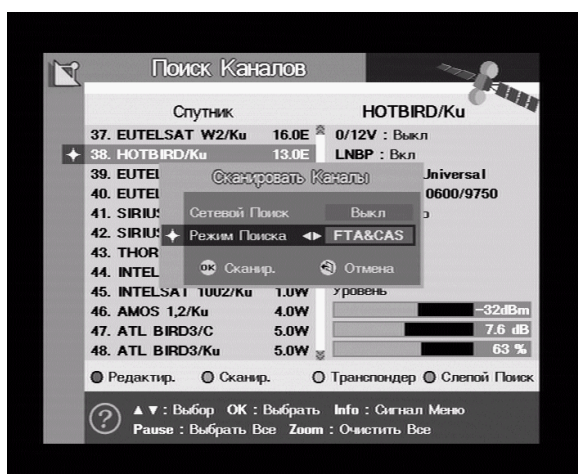 Поиск Каналов
Спутник
HOTBIRD/Ku
37. EUTELSAT W2/Ku 16.0E
0/12V : Выкл
38. HOTBIRD/Ku 13.0E
LNBP : Вкл
39. EUTEL
Universal
Сканировать Каналы
40. EUTEL
0600/9750
41. SIRIUS
Сетевой Поиск Выкл
42. SIRIUS
Режим Поиска FTA&CAS
43. THOR
44. INTEL
OK Сканир. Отмена
45. INTELSAT 1002/Ku 1.0W
Уровень
46. AMOS 1,2/Ku 4.0W
-32dBm
47. ATL BIRD3/C 5.0W
7.6 dB
48. ATL BIRD3/Ku 5.0W
63 %
Редактир. Сканир. Транспондер Слепой Поиск
? ▲ ▼ : Выбор OK : Выбрать Info : Сигнал Меню
Pause : Выбрать Все Zoom : Очистить Все